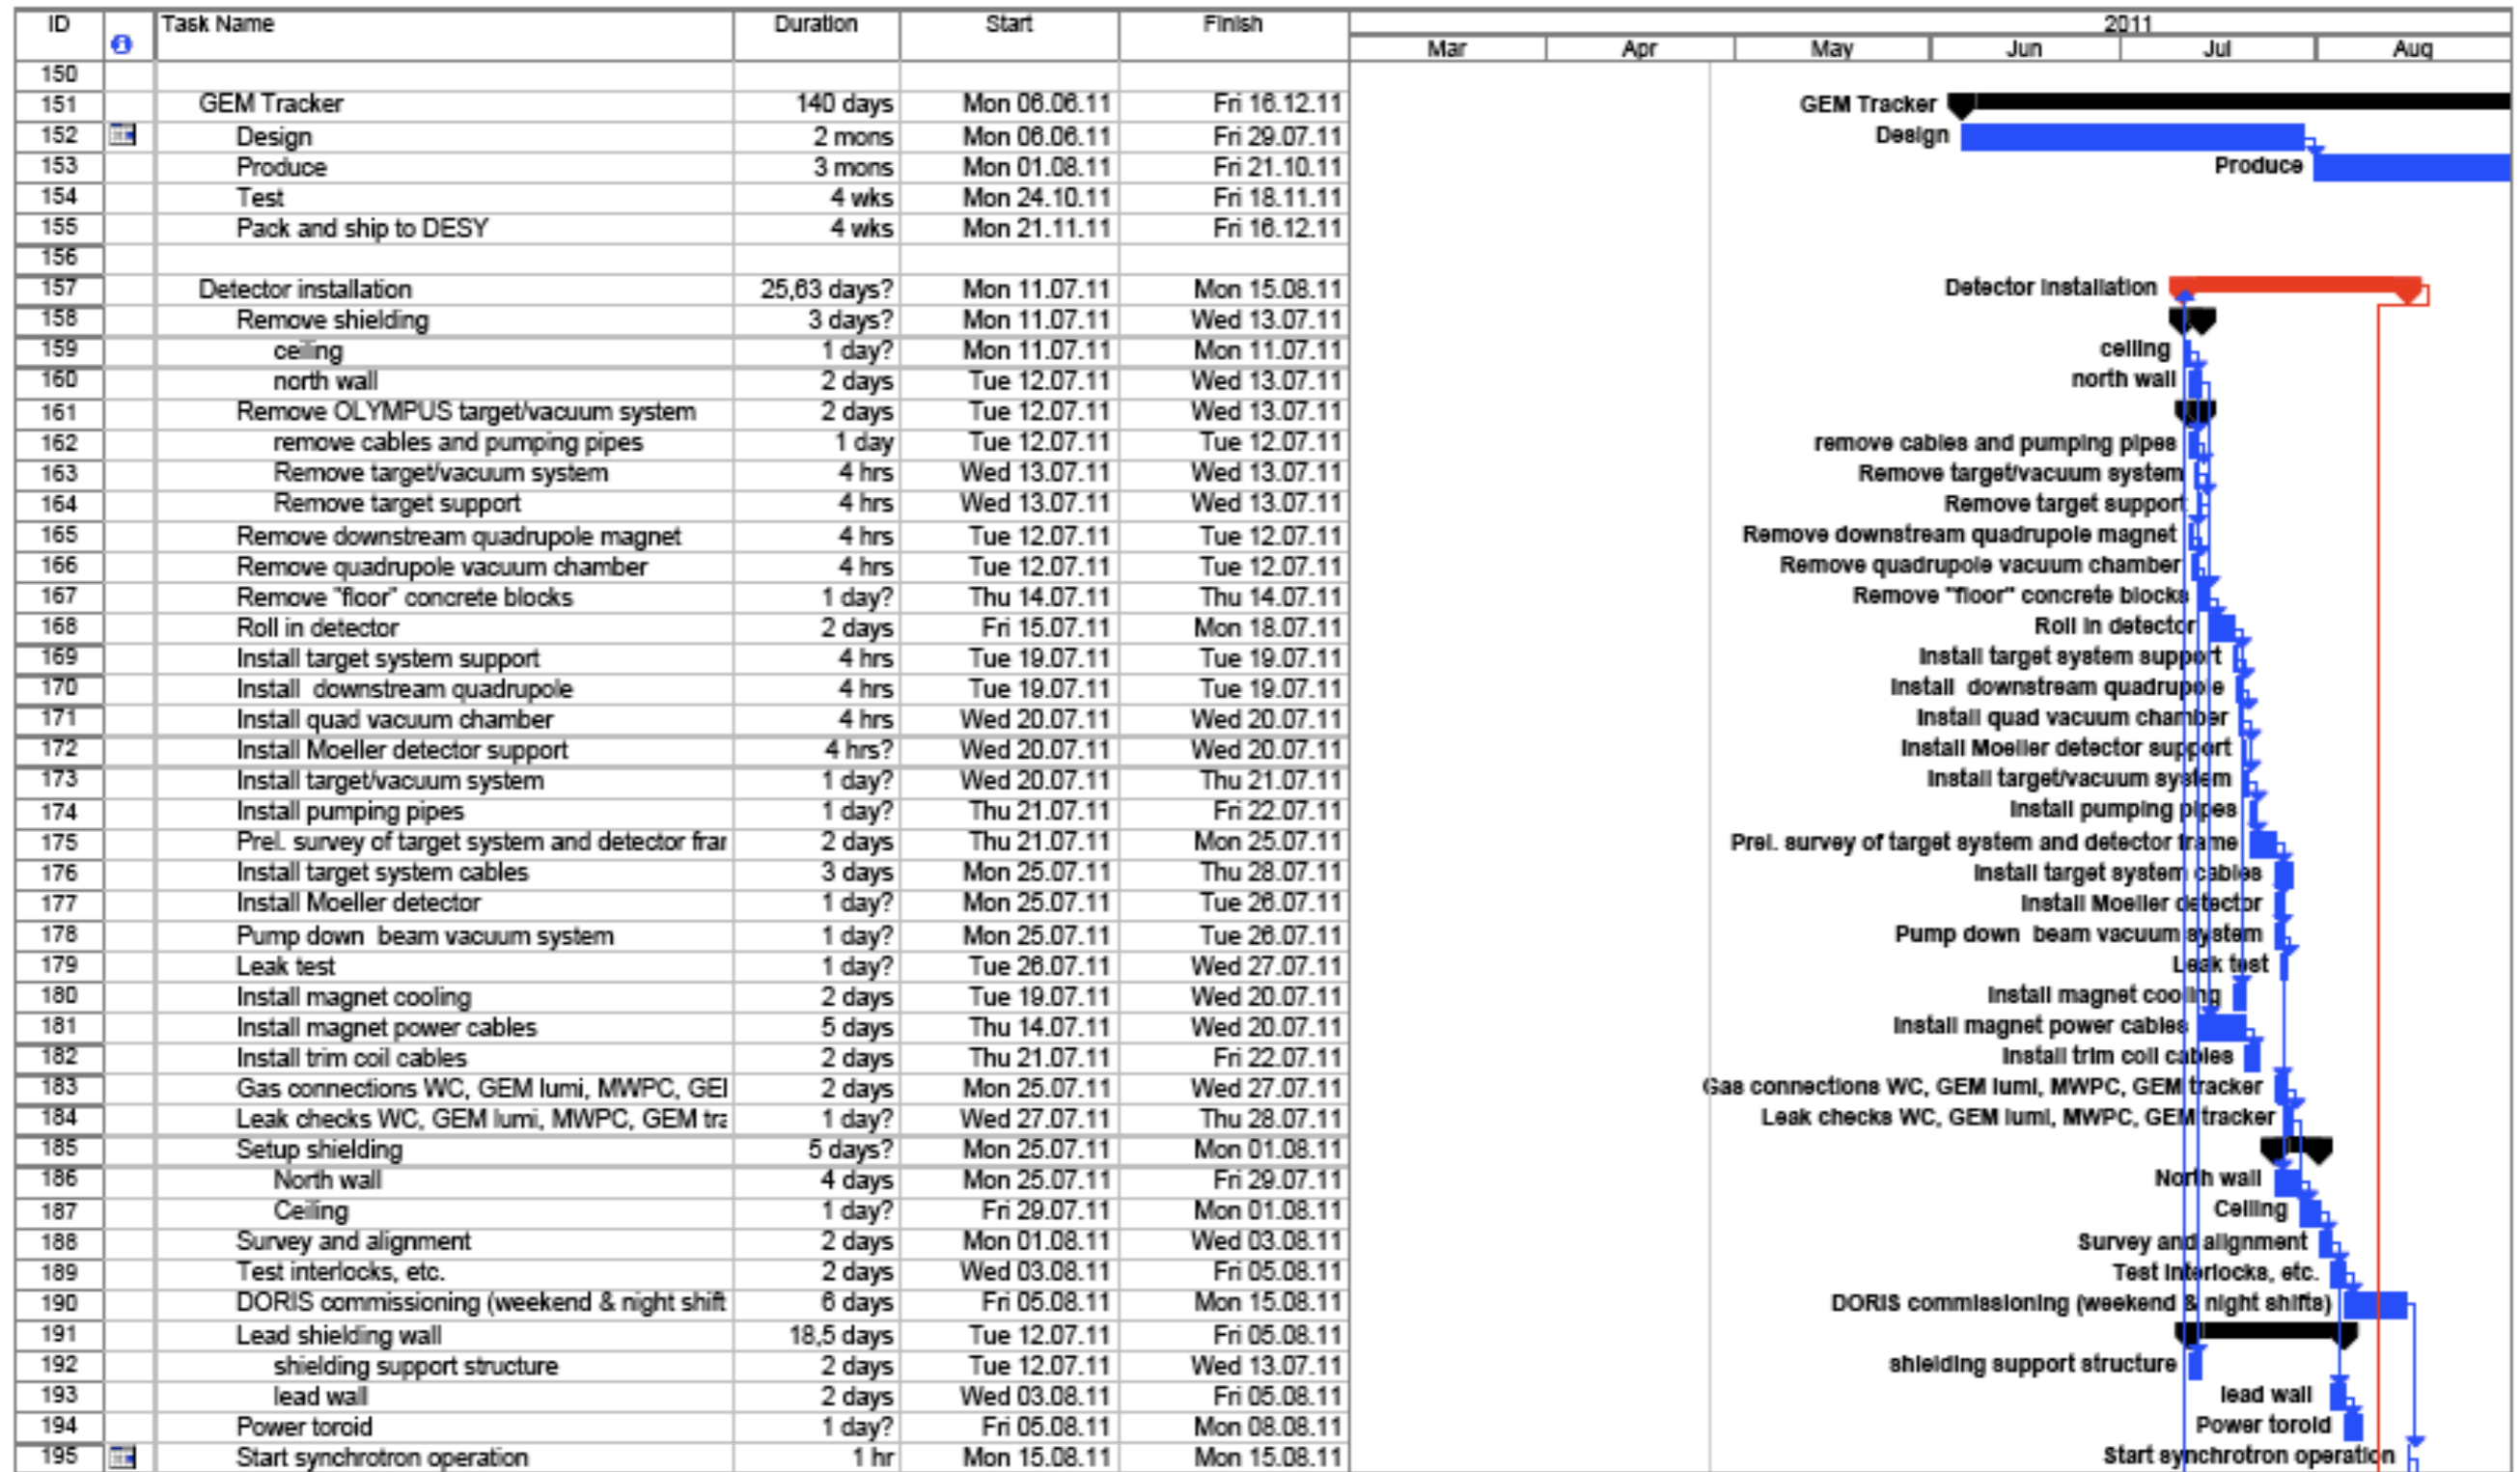 ID Task Name Duration Start Finish 2011
Mar Apr May Jun Jul Aug
150
151 GEM Tracker 140 days Mon 06.06.11 Fri 16.12.11 GEM Tracker
152 Design 2 mons Mon 06.06.11 Fri 29.07.11 Design
153 Produce 3 mons Mon 01.08.11 Fri 21.10.11 Produce
154 Test 4 wks Mon 24.10.11 Fri 18.11.11
155 Pack and ship to DESY 4 wks Mon 21.11.11 Fri 16.12.11
156
157 Detector installation 25,63 days? Mon 11.07.11 Mon 15.08.11 Detector installation
158 Remove shielding 3 days? Mon 11.07.11 Wed 13.07.11
159 ceiling 1 day? Mon 11.07.11 Mon 11.07.11 ceiling
160 north wall 2 days Tue 12.07.11 Wed 13.07.11 north wall
161 Remove OLYMPUS target/vacuum system 2 days Tue 12.07.11 Wed 13.07.11
162 remove cables and pumping pipes 1 day Tue 12.07.11 Tue 12.07.11 remove cables and pumping pipes
163 Remove target/vacuum system 4 hrs Wed 13.07.11 Wed 13.07.11 Remove target/vacuum system
164 Remove target support 4 hrs Wed 13.07.11 Wed 13.07.11 Remove target support
165 Remove downstream quadrupole magnet 4 hrs Tue 12.07.11 Tue 12.07.11 Remove downstream quadrupole magnet
166 Remove quadrupole vacuum chamber 4 hrs Tue 12.07.11 Tue 12.07.11 Remove quadrupole vacuum chamber
167 Remove "floor" concrete blocks 1 day? Thu 14.07.11 Thu 14.07.11 Remove "floor" concrete blocks
168 Roll in detector 2 days Fri 15.07.11 Mon 18.07.11 Roll in detector
169 Install target system support 4 hrs Tue 19.07.11 Tue 19.07.11 Install target system support
170 Install downstream quadrupole 4 hrs Tue 19.07.11 Tue 19.07.11 Install downstream quadrupole
171 Install quad vacuum chamber 4 hrs Wed 20.07.11 Wed 20.07.11 Install quad vacuum chamber
172 Install Moeller detector support 4 hrs? Wed 20.07.11 Wed 20.07.11 Install Moeller detector support
173 Install target/vacuum system 1 day? Wed 20.07.11 Thu 21.07.11 Install target/vacuum system
174 Install pumping pipes 1 day? Thu 21.07.11 Fri 22.07.11 Install pumping pipes
175 Prel. survey of target system and detector frar 2 days Thu 21.07.11 Mon 25.07.11 Prel. survey of target system and detector frame
176 Install target system cables 3 days Mon 25.07.11 Thu 28.07.11 Install target system cables
177 Install Moeller detector 1 day? Mon 25.07.11 Tue 26.07.11 Install Moeller detector
178 Pump down beam vacuum system 1 day? Mon 25.07.11 Tue 26.07.11 Pump down beam vacuum system
179 Leak test 1 day? Tue 26.07.11 Wed 27.07.11 Leak test
180 Install magnet cooling 2 days Tue 19.07.11 Wed 20.07.11 Install magnet cooling
181 Install magnet power cables 5 days Thu 14.07.11 Wed 20.07.11 Install magnet power cables
182 Install trim coil cables 2 days Thu 21.07.11 Fri 22.07.11 Install trim coil cables
183 Gas connections WC, GEM lumi, MWPC, GEI 2 days Mon 25.07.11 Wed 27.07.11 Gas connections WC, GEM lumi, MWPC, GEM tracker
184 Leak checks WC, GEM lumi, MWPC, GEM tra 1 day? Wed 27.07.11 Thu 28.07.11 Leak checks WC, GEM lumi, MWPC, GEM tracker
185 Setup shielding 5 days? Mon 25.07.11 Mon 01.08.11
186 North wall 4 days Mon 25.07.11 Fri 29.07.11 North wall
187 Ceiling 1 day? Fri 29.07.11 Mon 01.08.11 Ceiling
188 Survey and alignment 2 days Mon 01.08.11 Wed 03.08.11 Survey and alignment
189 Test interlocks, etc. 2 days Wed 03.08.11 Fri 05.08.11 Test interlocks, etc.
190 DORIS commissioning (weekend & night shift 6 days Fri 05.08.11 Mon 15.08.11 DORIS commissioning (weekend & night shifts)
191 Lead shielding wall 18,5 days Tue 12.07.11 Fri 05.08.11
192 shielding support structure 2 days Tue 12.07.11 Wed 13.07.11 shielding support structure
193 lead wall 2 days Wed 03.08.11 Fri 05.08.11 lead wall
194 Power toroid 1 day? Fri 05.08.11 Mon 08.08.11 Power toroid
195 Start synchrotron operation 1 hr Mon 15.08.11 Mon 15.08.11 Start synchrotron operation